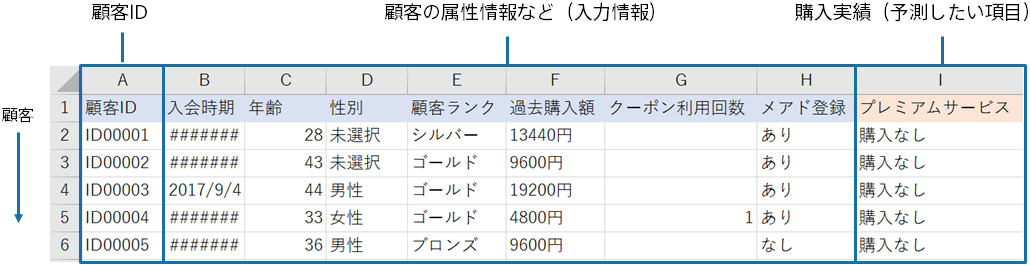 顧客ID 顧客の属性情報など（入力情報） 購入実績（予測したい項目）
A B C D E F G H I
1 顧客ID 入会時期 年齢 性別 顧客ランク 過去購入額 クーポン利用回数 メアド登録 プレミアムサービス
顧客
2 ID00001 ####### 28 未選択 シルバー 13440円 あり 購入なし
3 ID00002 ####### 43 未選択 ゴールド 9600円 あり 購入なし
4 ID00003 2017/9/4 44 男性 ゴールド 19200円 あり 購入なし
5 ID00004 ####### 33 女性 ゴールド 4800円 1 あり 購入なし
6 ID00005 ####### 36 男性 ブロンズ 9600円 なし 購入なし